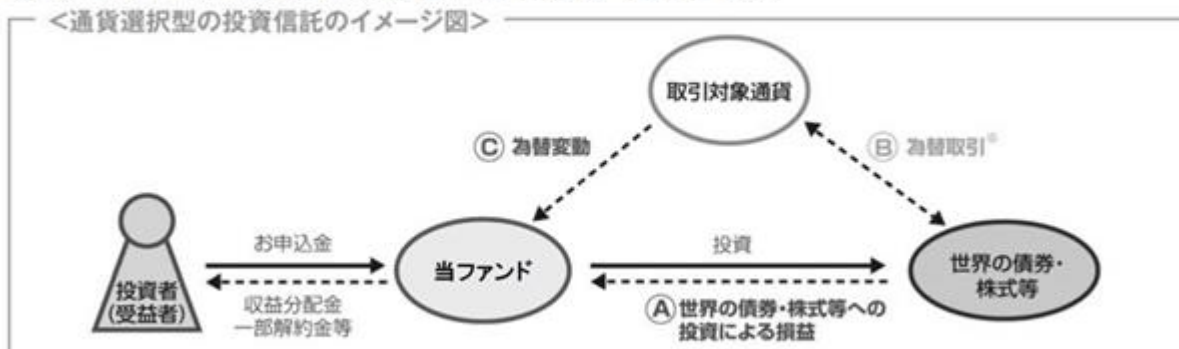 <通貨選択型の投資信託のイメージ図>
取引対象通貨
Ⓒ 為替変動
Ⓑ 為替取引※
お申込金
投資
投資者
(受益者)
当ファンド
世界の債券・
株式等
収益分配金
一部解約金等
Ⓐ 世界の債券・株式等への
投資による損益